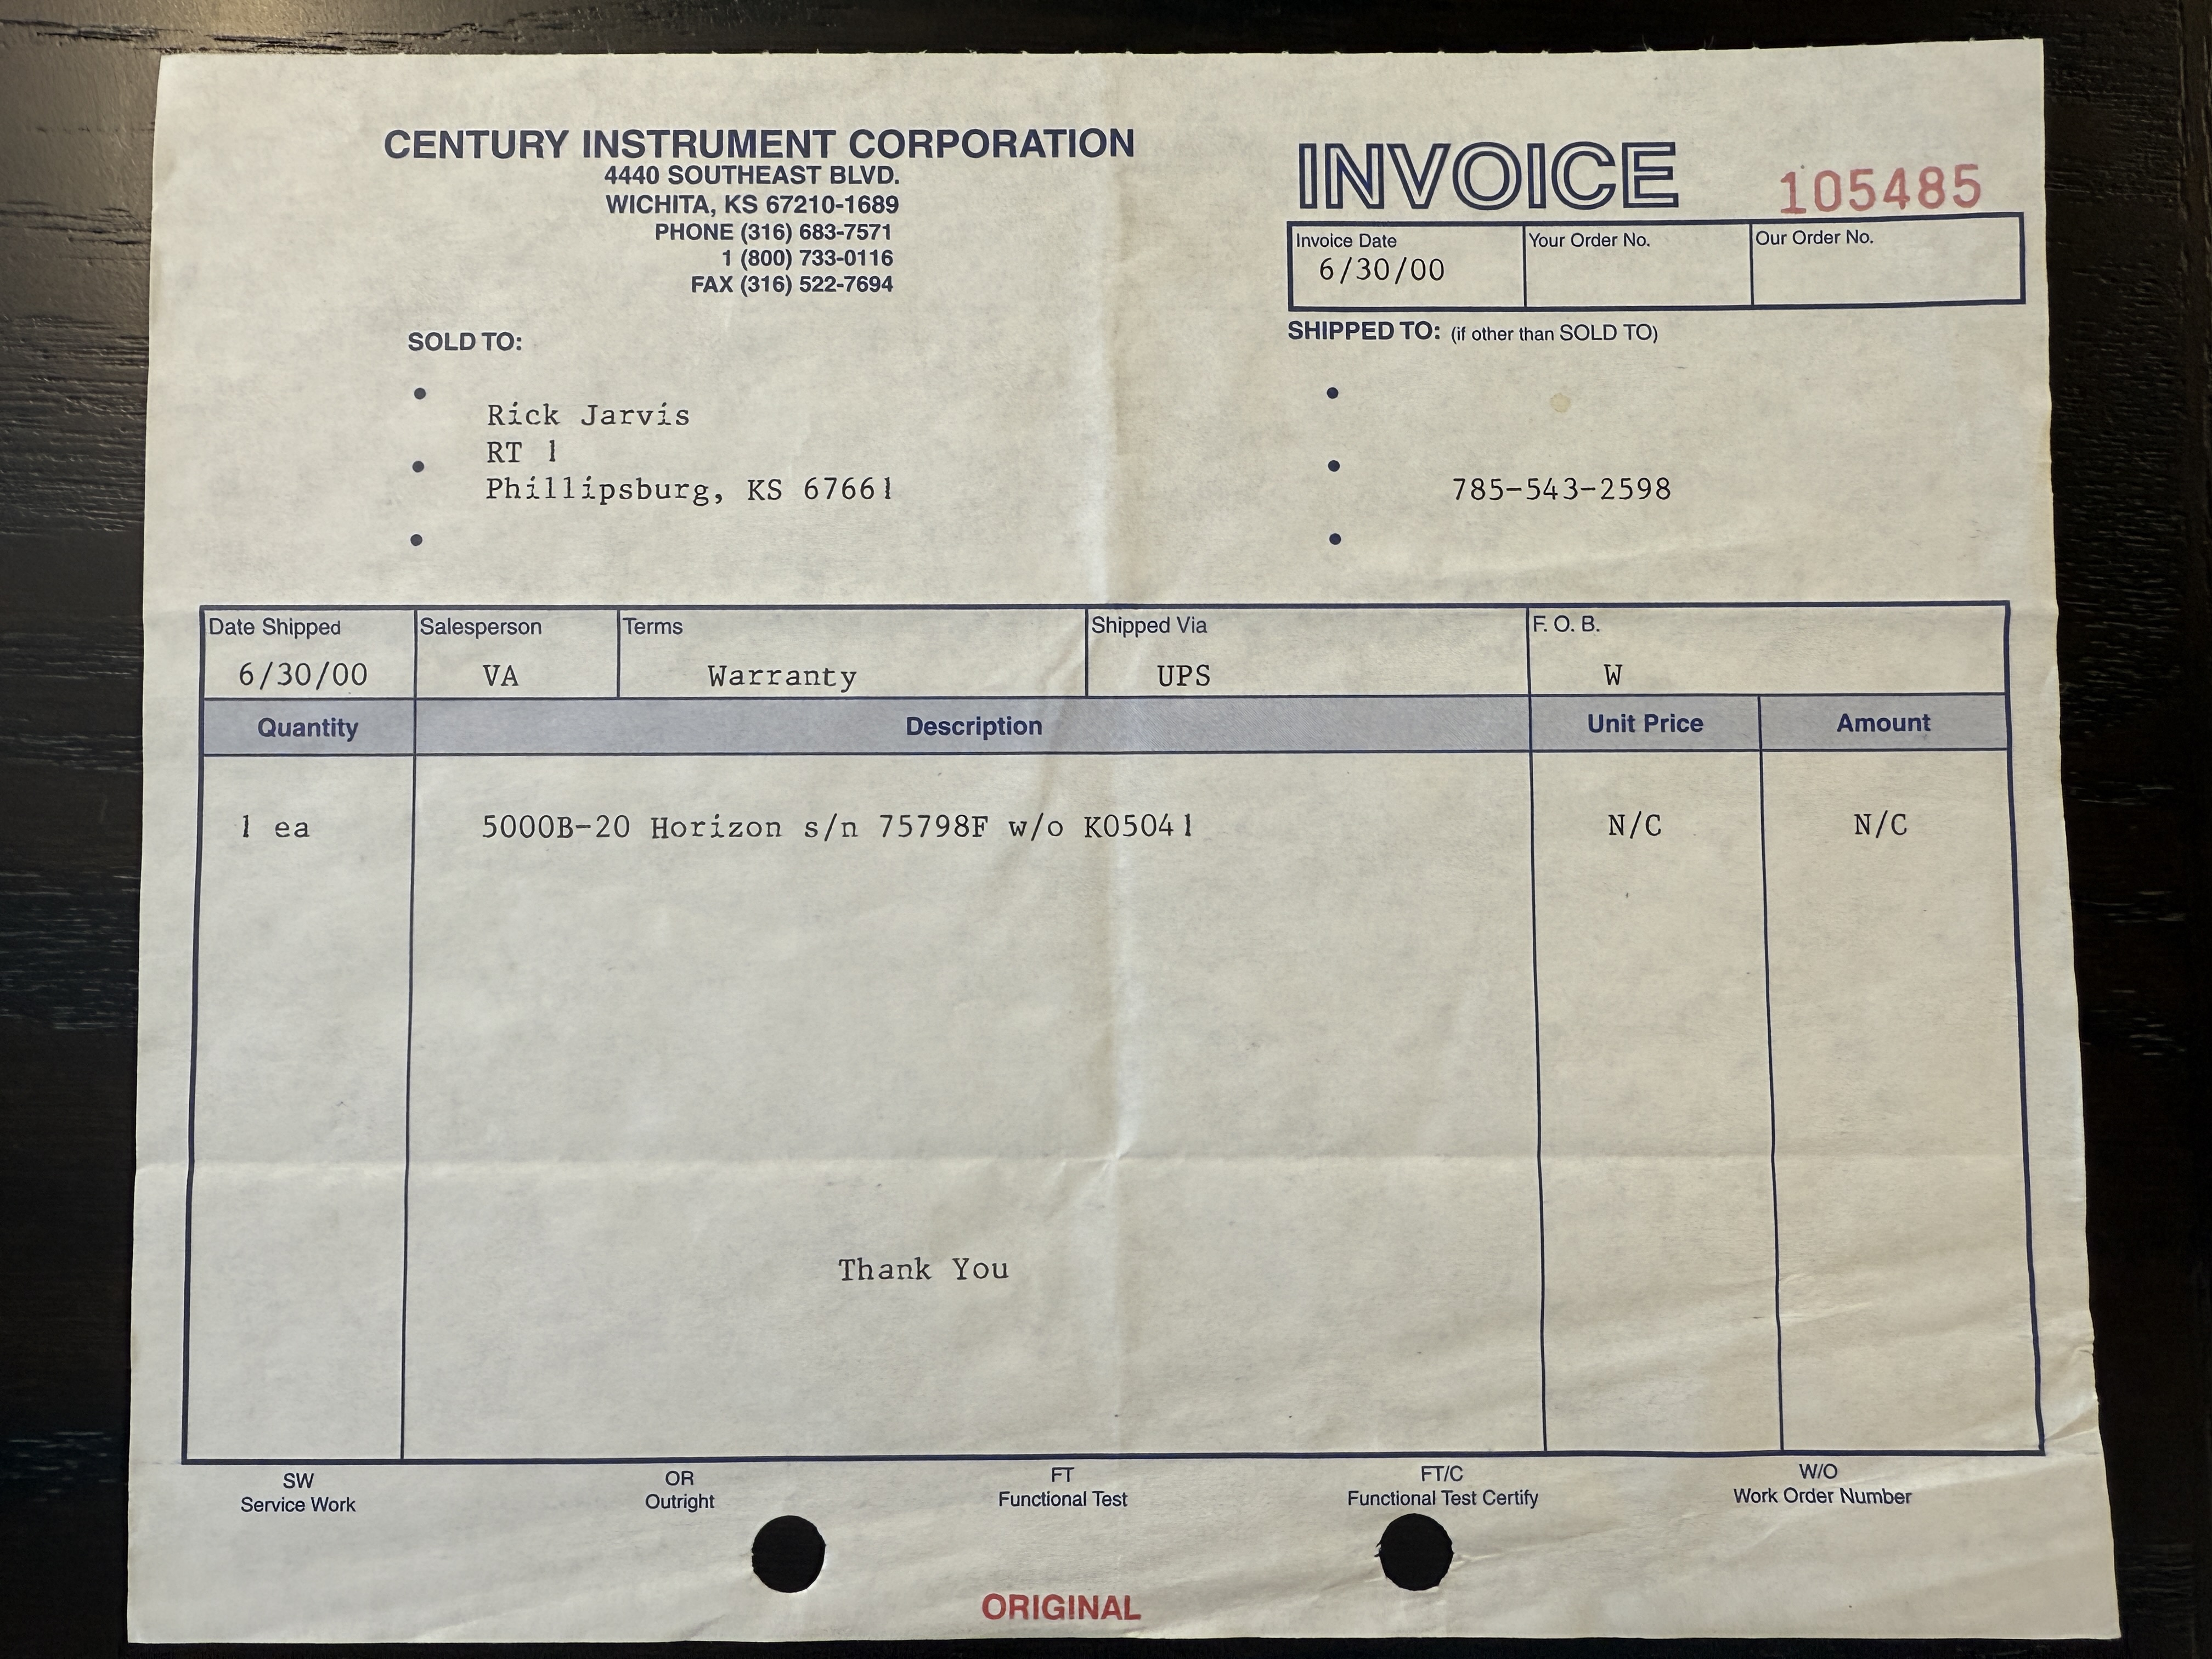 CENTURY INSTRUMENT CORPORATION
4440 SOUTHEAST BLVD.
WICHITA, KS 67210-1689
PHONE (316) 683-7571
1 (800) 733-0116
FAX (316) 522-7694
INVOICE 105485
Invoice Date Your Order No. Our Order No.
6/30/00
SOLD TO:
Rick Jarvis
RT 1
Phillipsburg, KS 67661
SHIPPED TO: (if other than SOLD TO)
785-543-2598
Date Shipped Salesperson Terms Shipped Via F. O. B.
6/30/00 VA Warranty UPS W
Quantity Description Unit Price Amount
1 ea 5000B-20 Horizon s/n 75798F w/o K05041 N/C N/C
Thank You
SW OR FT FT/C W/O
Service Work Outright Functional Test Functional Test Certify Work Order Number
ORIGINAL